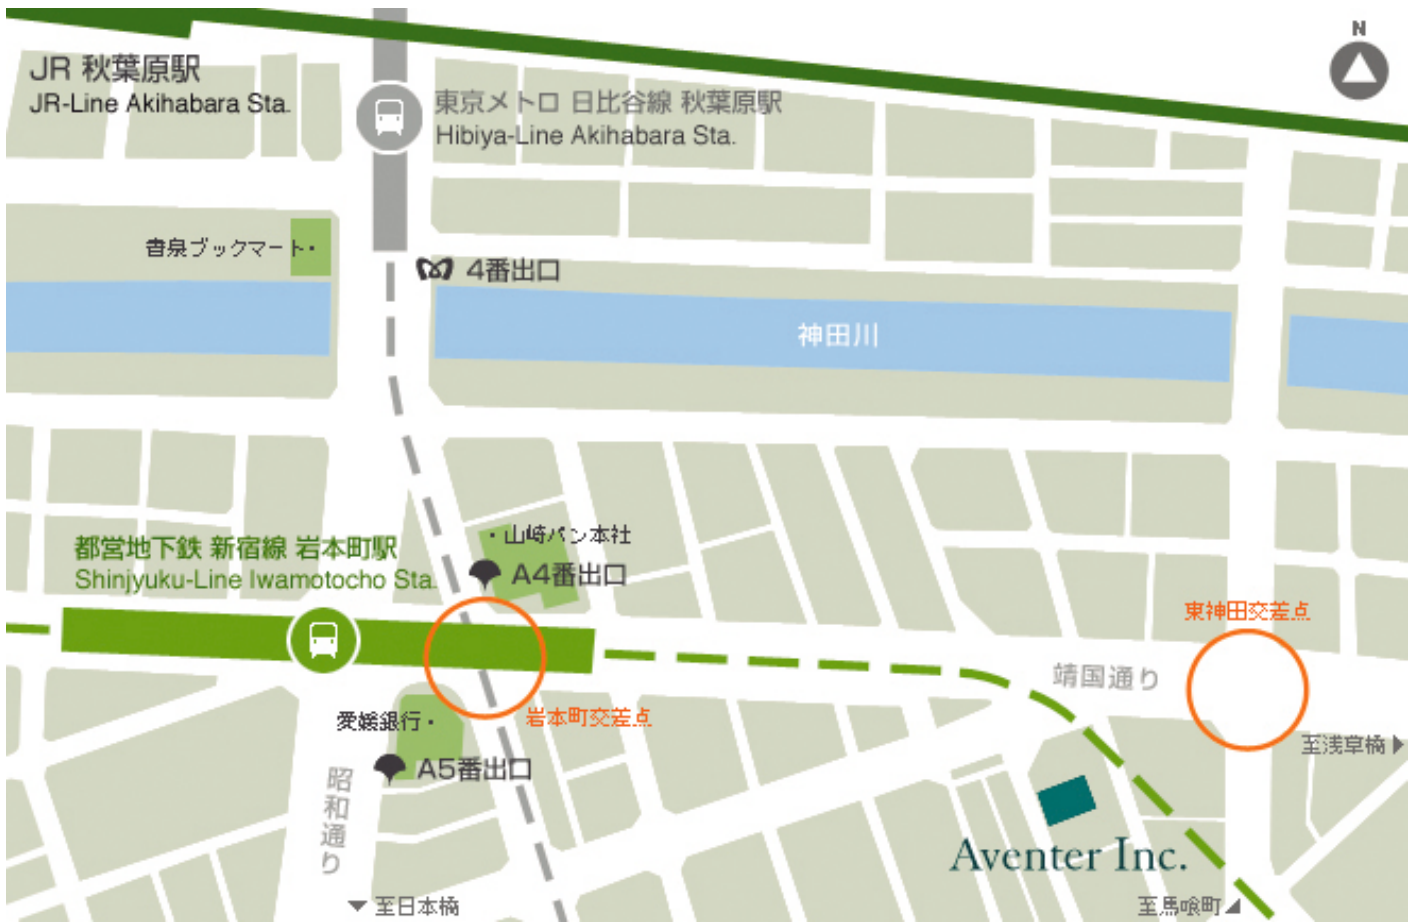 N
JR 秋葉原駅
JR-Line Akihabara Sta.
東京メトロ 日比谷線 秋葉原駅
Hibiya-Line Akihabara Sta.
書泉ブックマート・
4番出口
神田川
・山崎パン本社
都営地下鉄 新宿線 岩本町駅
Shinjyuku-Line Iwamotocho Sta.
A4番出口
東神田交差点
靖国通り
愛媛銀行・
岩本町交差点
至浅草橋
A5番出口
昭和通り
Aventer Inc.
至日本橋
至馬喰町